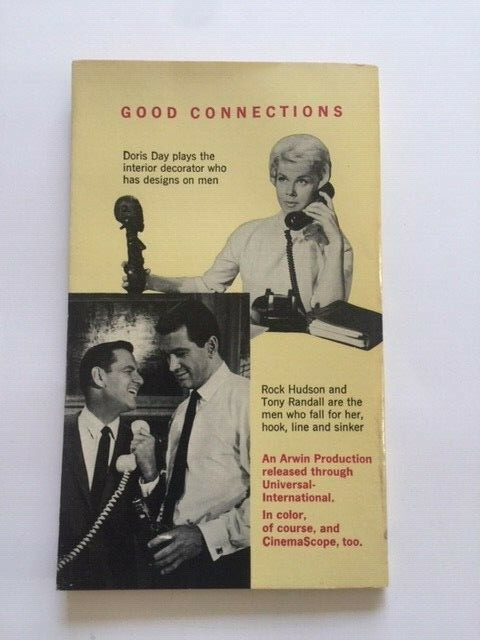 GOOD CONNECTIONS
Doris Day plays the
interior decorator who
has designs on men
Rock Hudson and
Tony Randall are the
men who fall for her,
hook, line and sinker
An Arwin Production
released through
Universal-
International.
In color,
of course, and
CinemaScope, too.